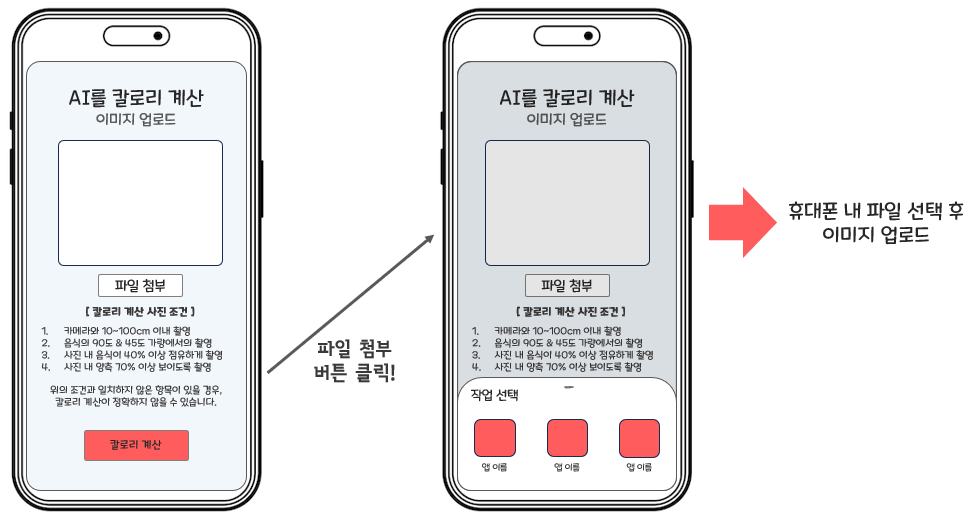 AI를 칼로리 계산
이미지 업로드
파일 첨부
[ 칼로리 계산 사진 조건 ]
1. 카메라와 10~100cm 이내 촬영
2. 음식의 90도 & 45도 가량에서의 촬영
3. 사진 내 음식이 40% 이상 점유하게 촬영
4. 사진 내 양측 70% 이상 보이도록 촬영
위의 조건과 일치하지 않은 항목이 있을 경우,
칼로리 계산이 정확하지 않을 수 있습니다.
칼로리 계산
파일 첨부
버튼 클릭!
AI를 칼로리 계산
이미지 업로드
파일 첨부
[ 칼로리 계산 사진 조건 ]
1. 카메라와 10~100cm 이내 촬영
2. 음식의 90도 & 45도 가량에서의 촬영
3. 사진 내 음식이 40% 이상 점유하게 촬영
4. 사진 내 양측 70% 이상 보이도록 촬영
작업 선택
앱 이름 앱 이름 앱 이름
휴대폰 내 파일 선택 후
이미지 업로드